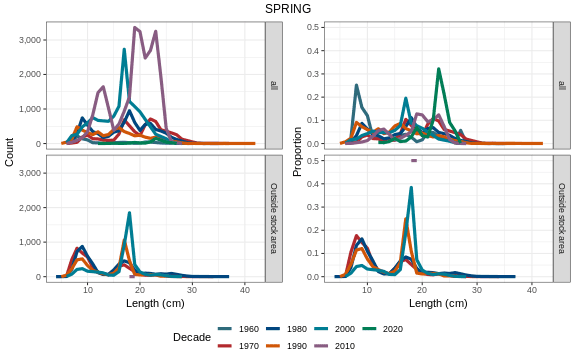 SPRING
Count
3,000
2,000
1,000
0
all
3,000
2,000
1,000
0
Outside stock area
10 20 30 40
Length (cm)
Proportion
0.5
0.4
0.3
0.2
0.1
0.0
all
0.5
0.4
0.3
0.2
0.1
0.0
Outside stock area
10 20 30 40
Length (cm)
Decade
1960 1980 2000 2020
1970 1990 2010